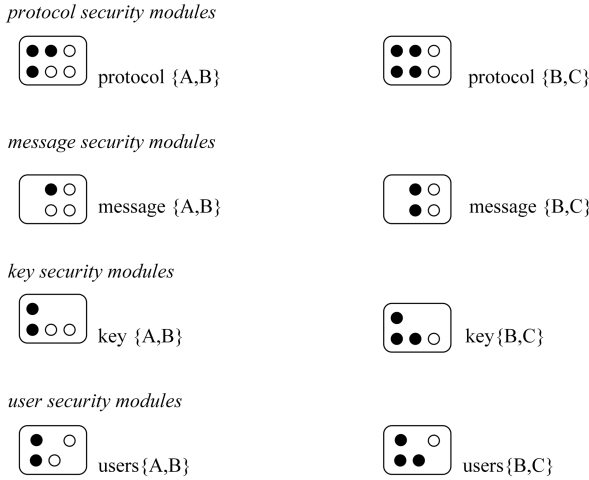 protocol security modules
protocol {A,B} protocol {B,C}
message security modules
message {A,B} message {B,C}
key security modules
key {A,B} key{B,C}
user security modules
users{A,B} users{B,C}